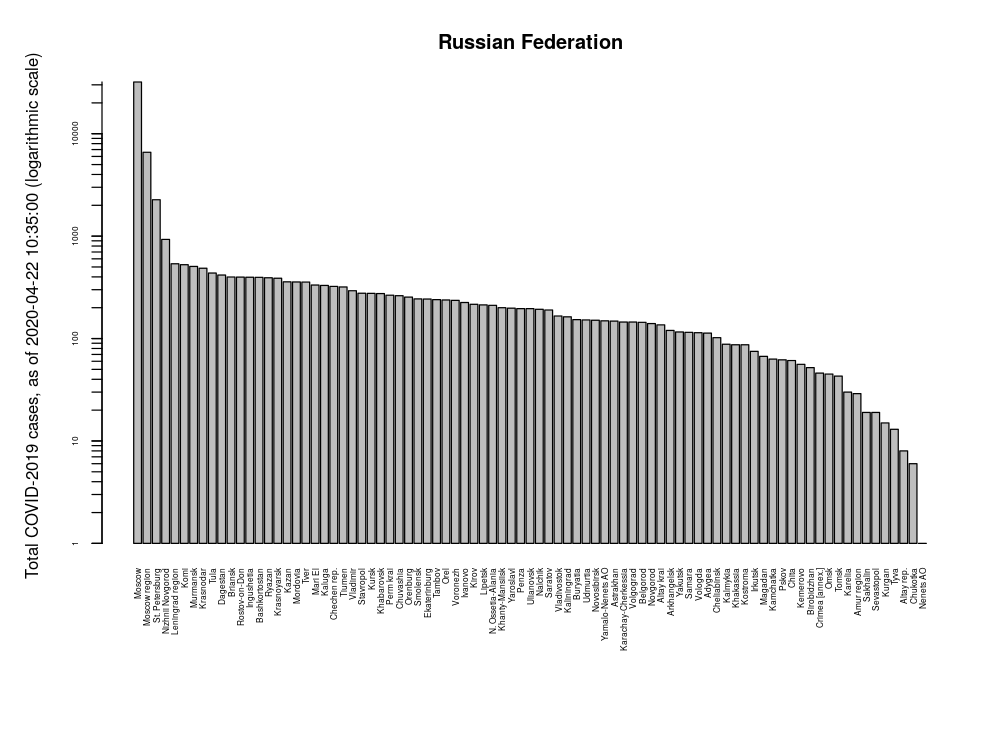 Russian Federation
Total COVID-2019 cases, as of 2020-04-22 10:35:00 (logarithmic scale)
10000
1000
100
10
1
Moscow
Moscow region
St.Petersburg
Nizhnii Novgorod
Leningrad region
Komi
Murmansk
Krasnodar
Tula
Dagestan
Briansk
Rostov-on-Don
Ingushetia
Bashkortostan
Ryazan
Krasnoyarsk
Kazan
Mordovia
Tver
Mari El
Kaluga
Chechen rep.
Tiumen
Vladimir
Stavropol
Kursk
Khabarovsk
Perm krai
Chuvashia
Orenburg
Smolensk
Ekaterinburg
Tambov
Orel
Voronezh
Ivanovo
Kirov
Lipetsk
N.Ossetia-Alania
Khanty-Mansiisk
Yaroslavl
Penza
Ulianovsk
Nalchik
Saratov
Vladivostok
Kaliningrad
Buryatia
Udmurtia
Novosibirsk
Yamalo-Nenets AO
Astrakhan
Karachay-Cherkessia
Volgograd
Belgorod
Novgorod
Altay krai
Arkhangelsk
Yakutsk
Samara
Vologda
Adygea
Cheliabinsk
Kalmykia
Khakassia
Kostroma
Irkutsk
Magadan
Kamchatka
Pskov
Chita
Kemerovo
Birobidzhan
Crimea [annex.]
Omsk
Tomsk
Karelia
Amur region
Sakhalin
Sevastopol
Kurgan
Tyva
Altay rep.
Chukotka
Nenets AO